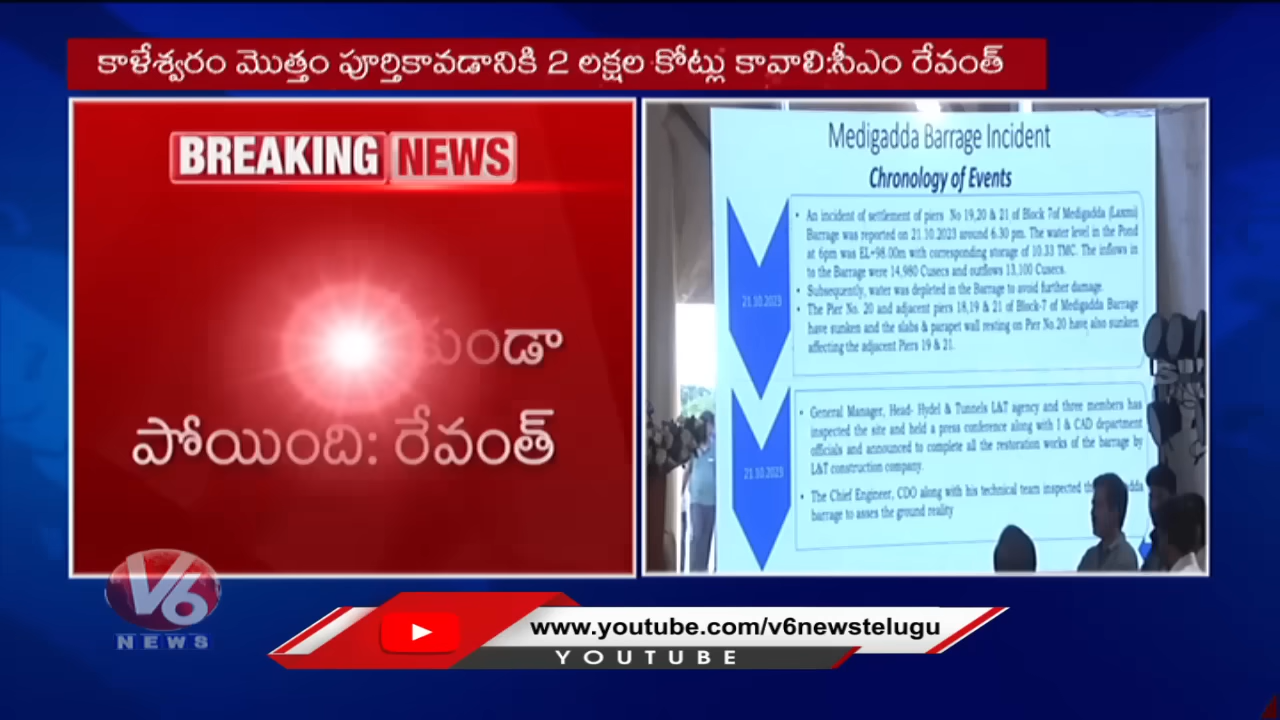 కాళేశ్వరం మొత్తం పూర్తికావడానికి 2 లక్షల కోట్లు కావాలి:సీఎం రేవంత్
BREAKING NEWS
పోయింది: రేవంత్
Medigadda Barrage Incident
Chronology of Events
21.10.2023
• An incident of settlement of piers No 19,20 & 21 of Block 7of Medigadda (Laxmi)
Barrage was reported on 21.10.2023 around 6.30 pm. The water level in the Pond
at 6pm was EL+98.00m with corresponding storage of 10.33 TMC. The inflows in
to the Barrage were 14,980 Cusecs and outflows 13,100 Cusecs.
• Subsequently, water was depleted in the Barrage to avoid further damage.
• The Pier No. 20 and adjacent piers 18,19 & 21 of Block-7 of Medigadda Barrage
have sunken and the slabs & parapet wall resting on Pier No.20 have also sunken
affecting the adjacent Piers 19 & 21.
21.10.2023
• General Manager, Head- Hydel & Tunnels L&T agency and three members has
inspected the site and held a press conference along with I & CAD department
officials and announced to complete all the restoration works of the barrage by
L&T construction company.
• The Chief Engineer, CDO along with his technical team inspected
barrage to asses the ground reality
V6
NEWS
www.youtube.com/v6newstelugu
YOUTUBE